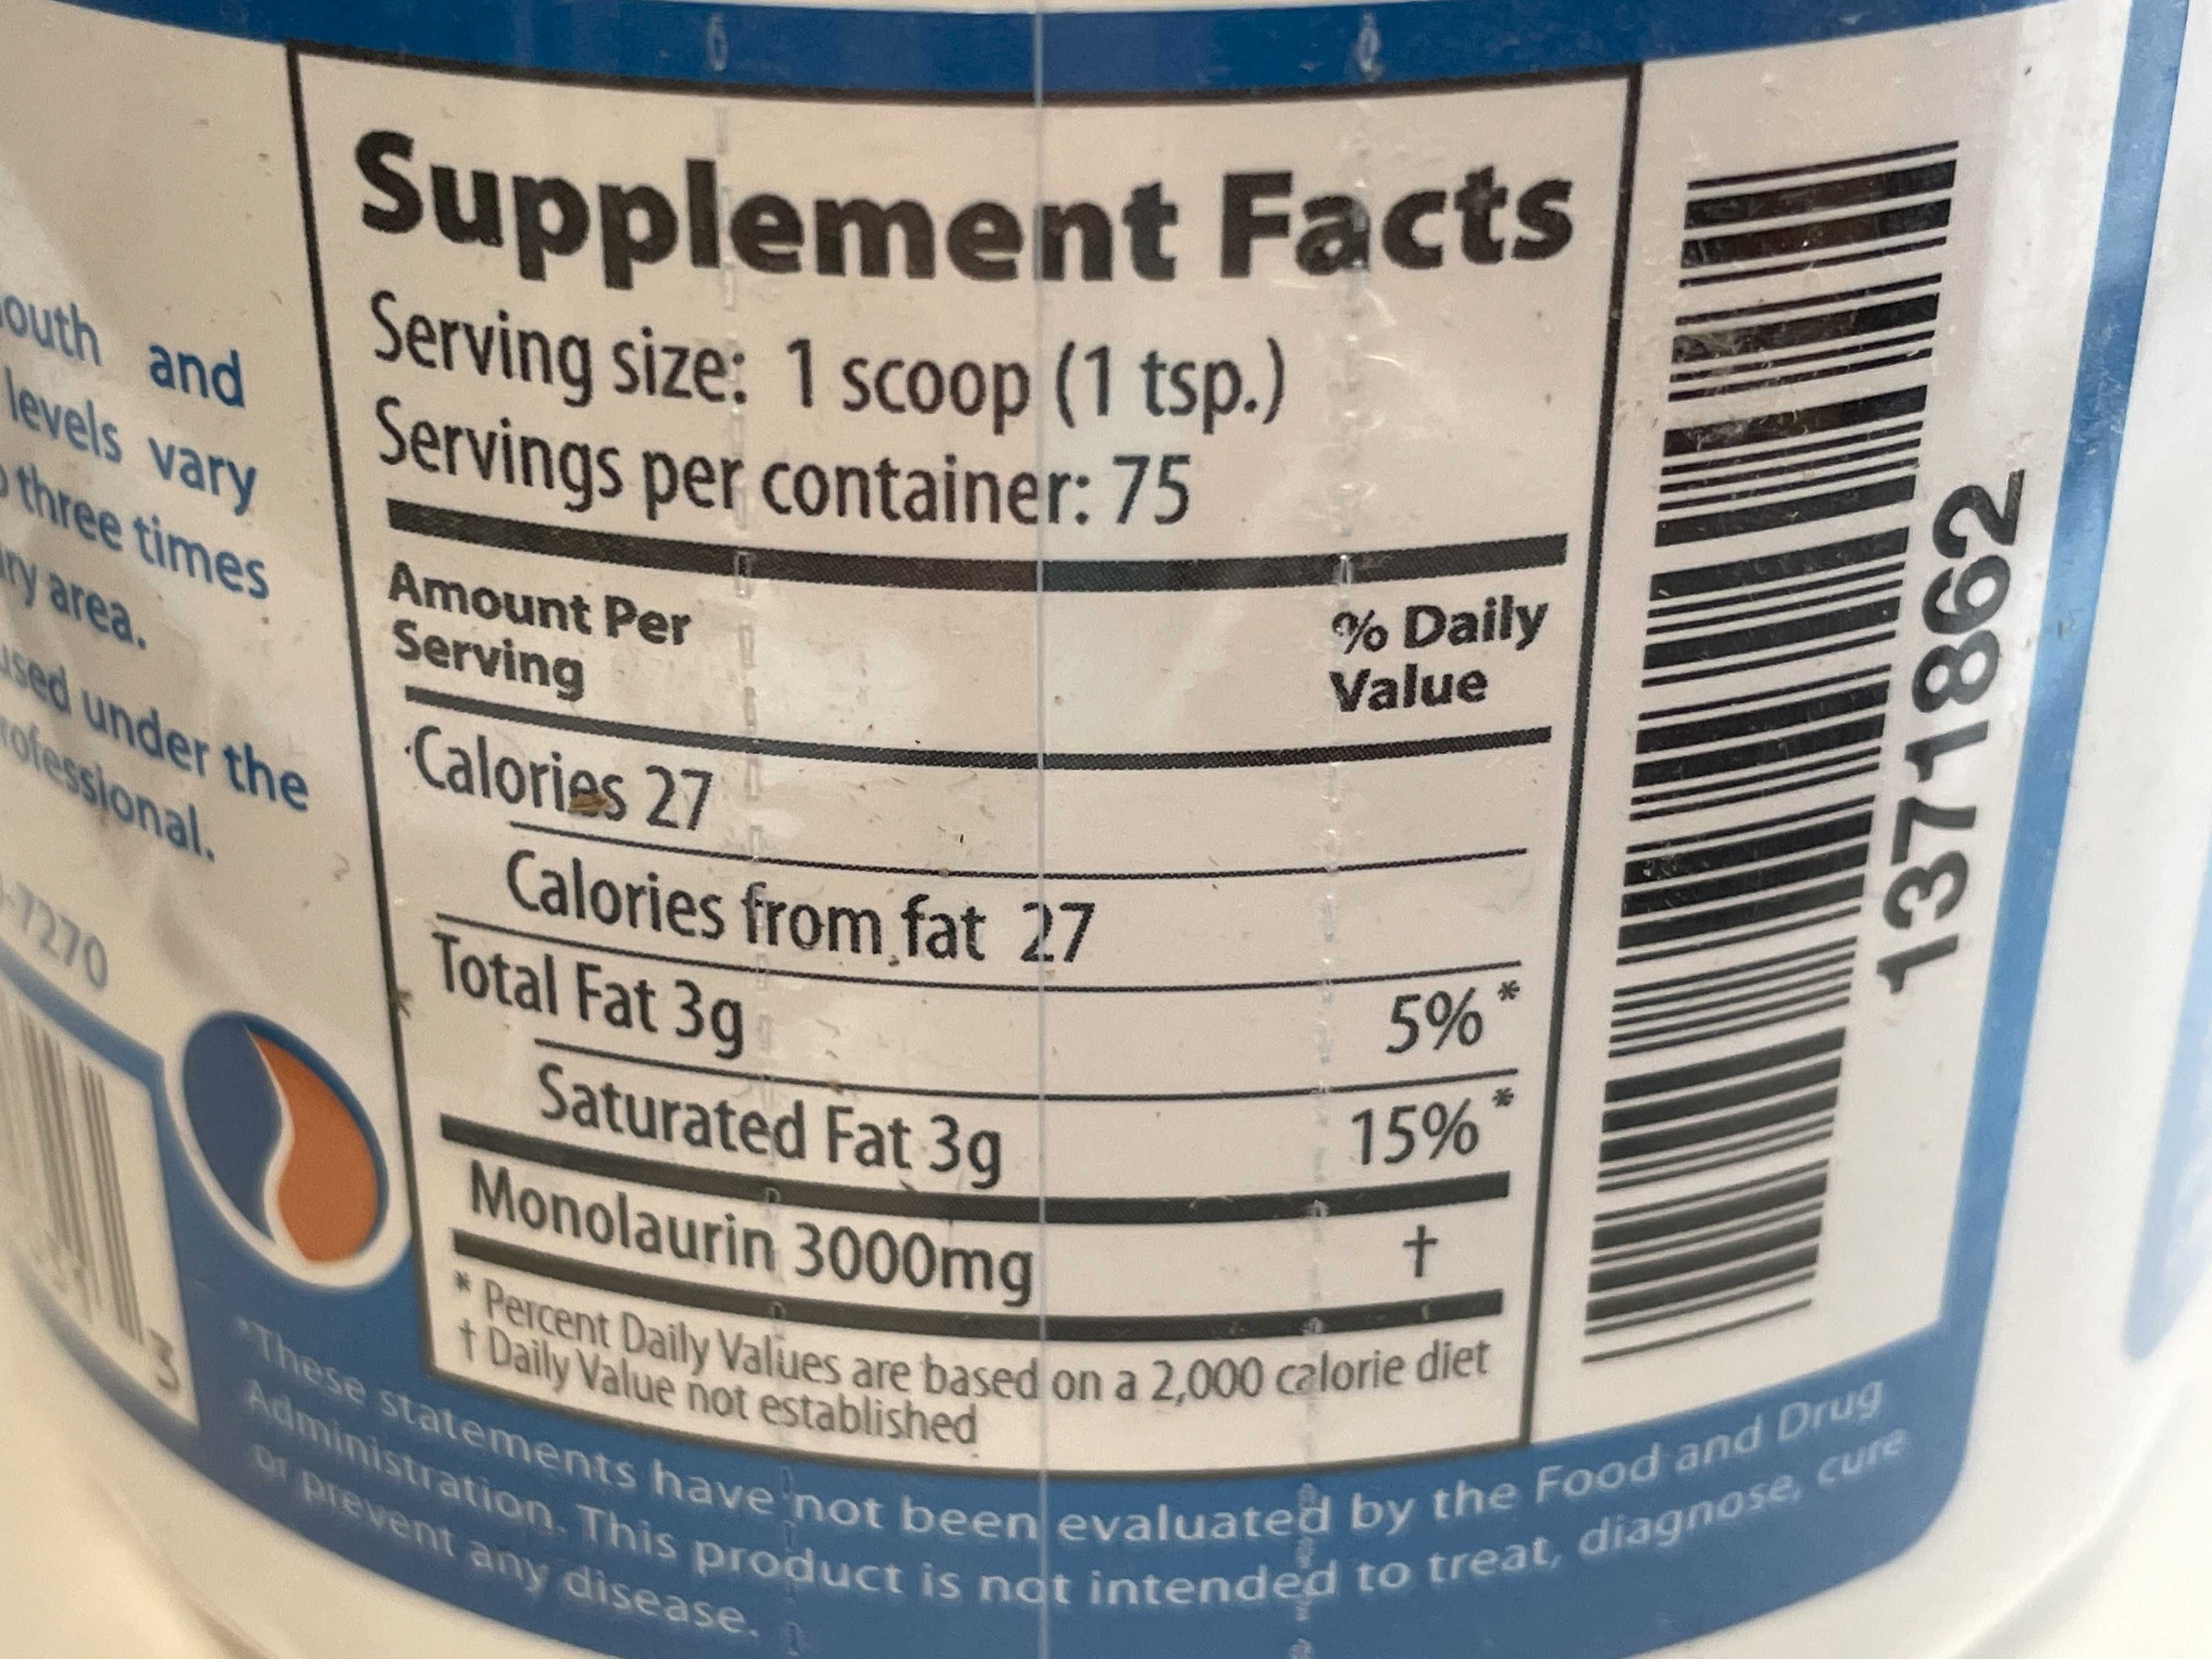 and
levels vary
three times
area.
under the
.
-7270
3
Supplement Facts
Serving size: 1 scoop (1 tsp.)
Servings per container: 75
Amount Per
Serving
% Daily
Value
Calories 27
Calories from fat 27
Total Fat 3g 5%*
Saturated Fat 3g 15%*
Monolaurin 3000mg †
* Percent Daily Values are based on a 2,000 calorie diet
† Daily Value not established
1371862
*These statements have not been evaluated by the Food and Drug
Administration. This product is not intended to treat, diagnose, cure
or prevent any disease.